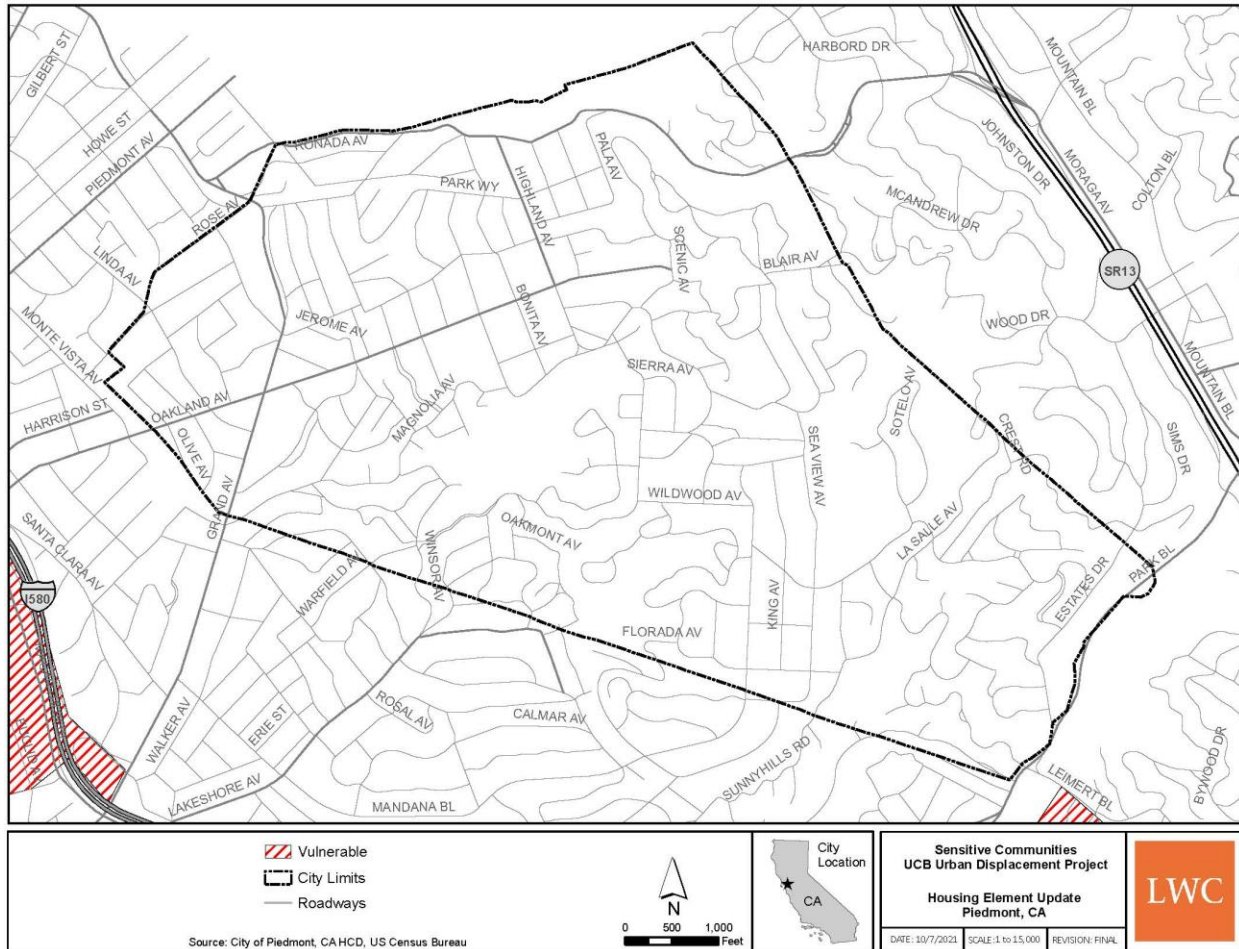 HARBORD DR
GILBERT ST
MOUNTAIN BL
HOWE ST
PIEDMONT AV
JOHNSTON DR
MORAGA AV
COLTON BL
RONADA AV
PARK WY
HIGHLAND AV
PALA AV
MCANDREW DR
ROSE AV
LINDA AV
SCENIC AV
BLAIR AV
SR13
MONTE VISTA AV
JEROME AV
BONITA AV
WOOD DR
MOUNTAIN BL
SIERRA AV
HARRISON ST
OAKLAND AV
MAGNOLIA AV
SOTELO AV
CREST RD
SIMS DR
OLIVE AV
SEA VIEW AV
GRAND AV
WILDWOOD AV
SANTA CLARA AV
OAKMONT AV
LA SALLE AV
WINSOR AV
I580
WARFIELD AV
ESTATES DR
PARK BL
KING AV
FLORADA AV
EUCLID AV
WALKER AV
ERIE ST
ROSAL AV
CALMAR AV
SUNNYHILLS RD
BYWOOD DR
LAKESHORE AV
MANDANA BL
LEIMERT BL
Vulnerable
City Limits
Roadways
Source: City of Piedmont, CA HCD, US Census Bureau
N
0 500 1,000
Feet
City
Location
CA
Sensitive Communities
UCB Urban Displacement Project
Housing Element Update
Piedmont, CA
DATE: 10/7/2021 SCALE: 1 to 15,000 REVISION: FINAL
LWC